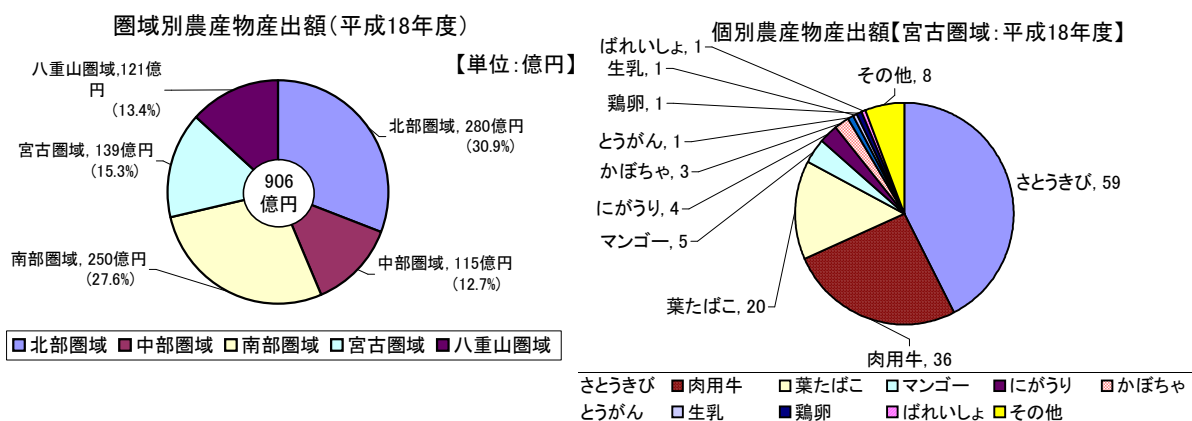 圏域別農産物産出額(平成18年度)
【単位:億円】
八重山圏域,121億
円
(13.4%)
北部圏域, 280億円
(30.9%)
宮古圏域, 139億円
(15.3%)
906
億円
南部圏域, 250億円
(27.6%)
中部圏域, 115億円
(12.7%)
北部圏域 中部圏域 南部圏域 宮古圏域 八重山圏域
個別農産物産出額【宮古圏域:平成18年度】
ばれいしょ, 1
生乳, 1
その他, 8
鶏卵, 1
とうがん, 1
かぼちゃ, 3
さとうきび, 59
にがうり, 4
マンゴー, 5
葉たばこ, 20
肉用牛, 36
さとうきび 肉用牛 葉たばこ マンゴー にがうり かぼちゃ
とうがん 生乳 鶏卵 ばれいしょ その他